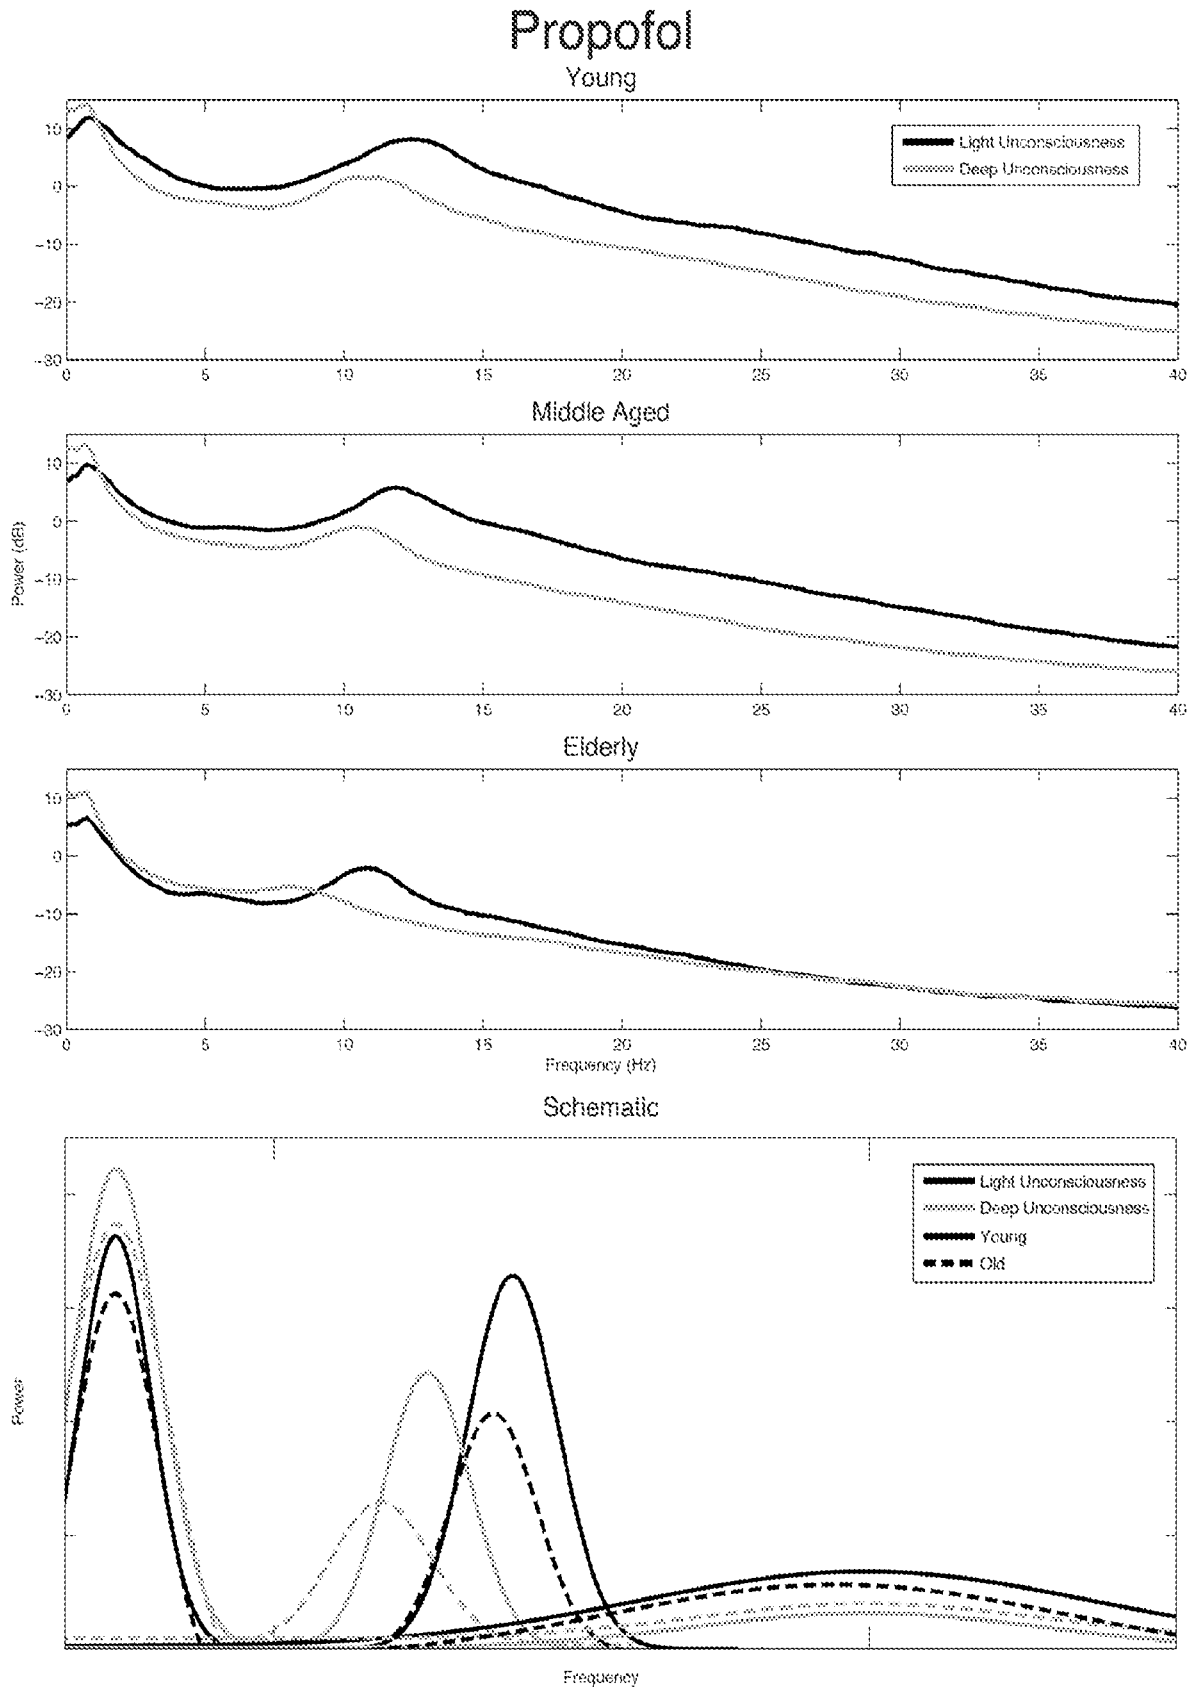 Propofol
Young
Light Unconsciousness
Deep Unconsciousness
10
0
-10
-20
-30
0 5 10 15 20 25 30 35 40
Middle Aged
10
0
-10
-20
-30
0 5 10 15 20 25 30 35 40
Power (dB)
Elderly
10
0
-10
-20
-30
0 5 10 15 20 25 30 35 40
Frequency (Hz)
Schematic
Light Unconsciousness
Deep Unconsciousness
Young
Old
Power
Frequency